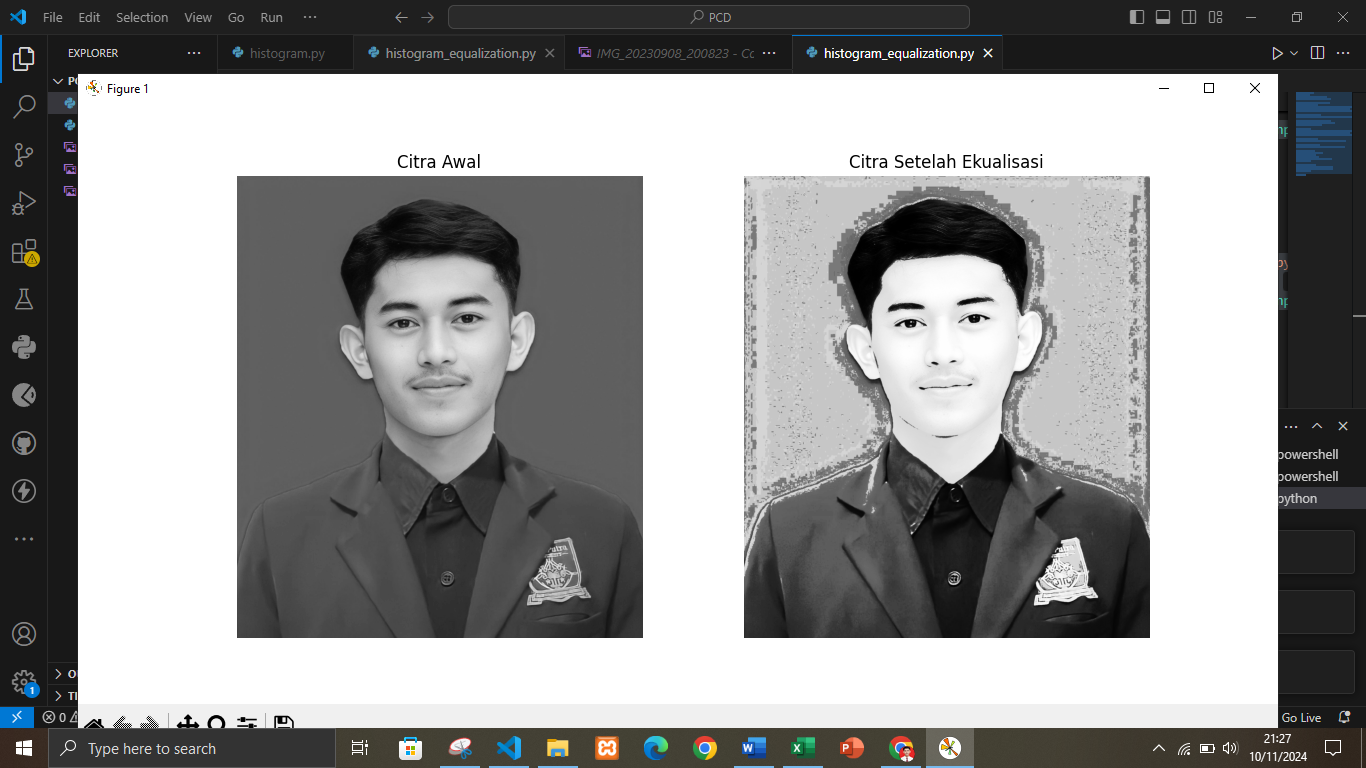 File Edit Selection View Go Run ··· PCD
EXPLORER ···
histogram.py
histogram_equalization.py
IMG_20230908_200823 - Cc ···
histogram_equalization.py
Figure 1
Citra Awal
Citra Setelah Ekualisasi
powershell
powershell
python
0
Go Live
1
Type here to search
21:27
10/11/2024